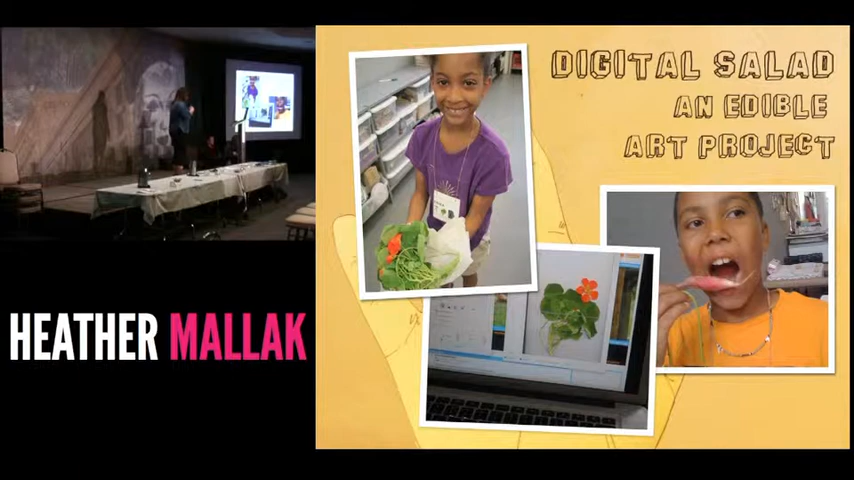 DIGITAL SALAD
AN EDIBLE
ART PROJECT
HEATHER MALLAK